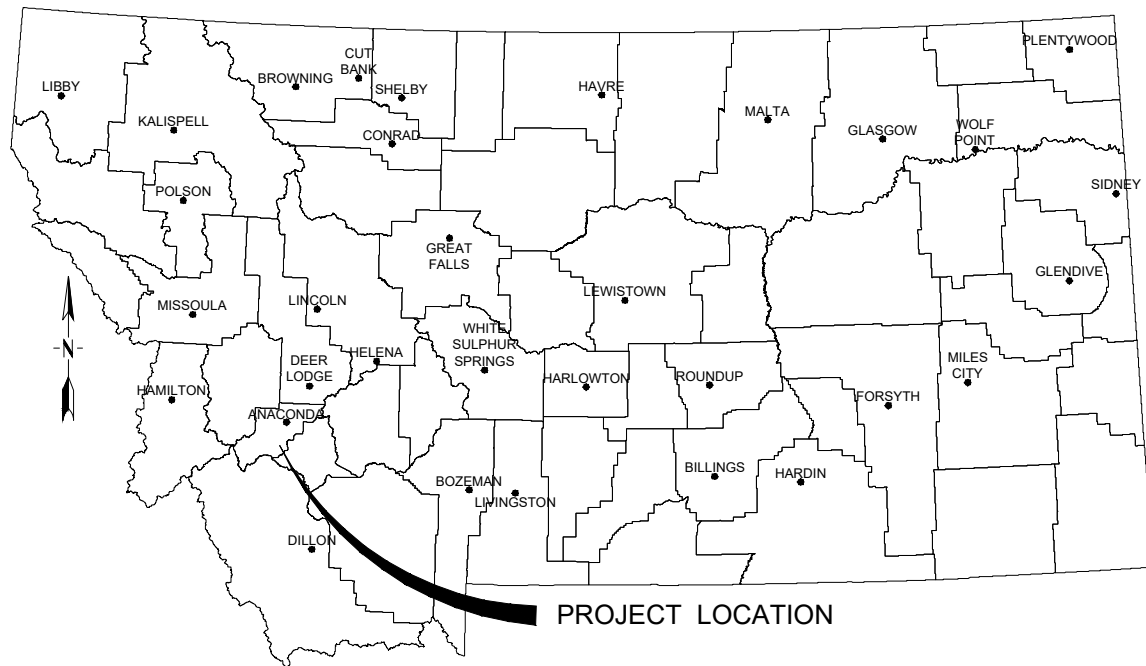 PLENTYWOOD
CUT
BANK
BROWNING
LIBBY
SHELBY
HAVRE
MALTA
KALISPELL
CONRAD
GLASGOW
WOLF
POINT
POLSON
SIDNEY
GREAT
FALLS
GLENDIVE
MISSOULA
LINCOLN
LEWISTOWN
-N-
WHITE
SULPHUR
SPRINGS
HELENA
DEER
LODGE
MILES
CITY
HARLOWTON
ROUNDUP
HAMILTON
FORSYTH
ANACONDA
BILLINGS
HARDIN
BOZEMAN
LIVINGSTON
DILLON
PROJECT LOCATION